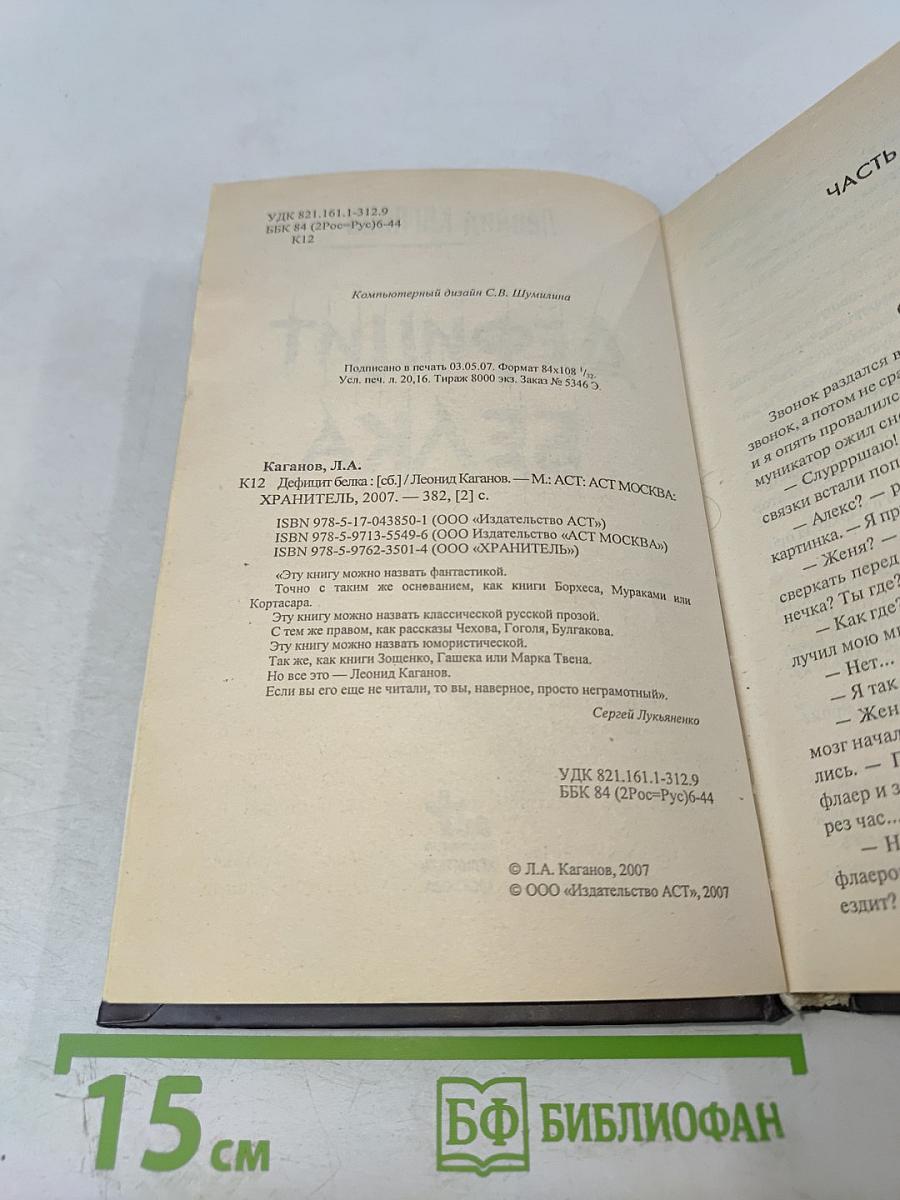 УДК 821.161.1-312.9
ББК 84 (2Рос=Рус)6-44
К12
Компьютерный дизайн С.В. Шумилина
Подписано в печать 03.05.07. Формат 84х108 1/32.
Усл. печ. л. 20,16. Тираж 8000 экз. Заказ № 5346 Э.
Каганов, Л.А.
К12 Дефицит белка : [сб.] / Леонид Каганов. — М.: АСТ: АСТ МОСКВА:
ХРАНИТЕЛЬ, 2007. — 382, [2] с.
ISBN 978-5-17-043850-1 (ООО «Издательство АСТ»)
ISBN 978-5-9713-5549-6 (ООО Издательство «АСТ МОСКВА»)
ISBN 978-5-9762-3501-4 (ООО «ХРАНИТЕЛЬ»)
«Эту книгу можно назвать фантастикой.
Точно с таким же основанием, как книги Борхеса, Мураками или
Кортасара.
Эту книгу можно назвать классической русской прозой.
С тем же правом, как рассказы Чехова, Гоголя, Булгакова.
Эту книгу можно назвать юмористической.
Так же, как книги Зощенко, Гашека или Марка Твена.
Но все это — Леонид Каганов.
Если вы его еще не читали, то вы, наверное, просто неграмотный».
Сергей Лукьяненко
УДК 821.161.1-312.9
ББК 84 (2Рос=Рус)6-44
© Л.А. Каганов, 2007
© ООО «Издательство АСТ», 2007
ЧАСТЬ
Звонок раздался в
звонок, а потом не сра
и я опять провалилс
муникатор ожил сно
— Слуррршаю!
связки встали поп
— Алекс? — р
картинка. — Я пр
— Женя? —
сверкать перед
нечка? Ты где?
— Как где?
лучил мою м
— Нет...
— Я так
— Жен
мозг начал
лись. — П
флаер и з
рез час...
— Н
флаеро
ездит?
15 см
БФ БИБЛИОФАН